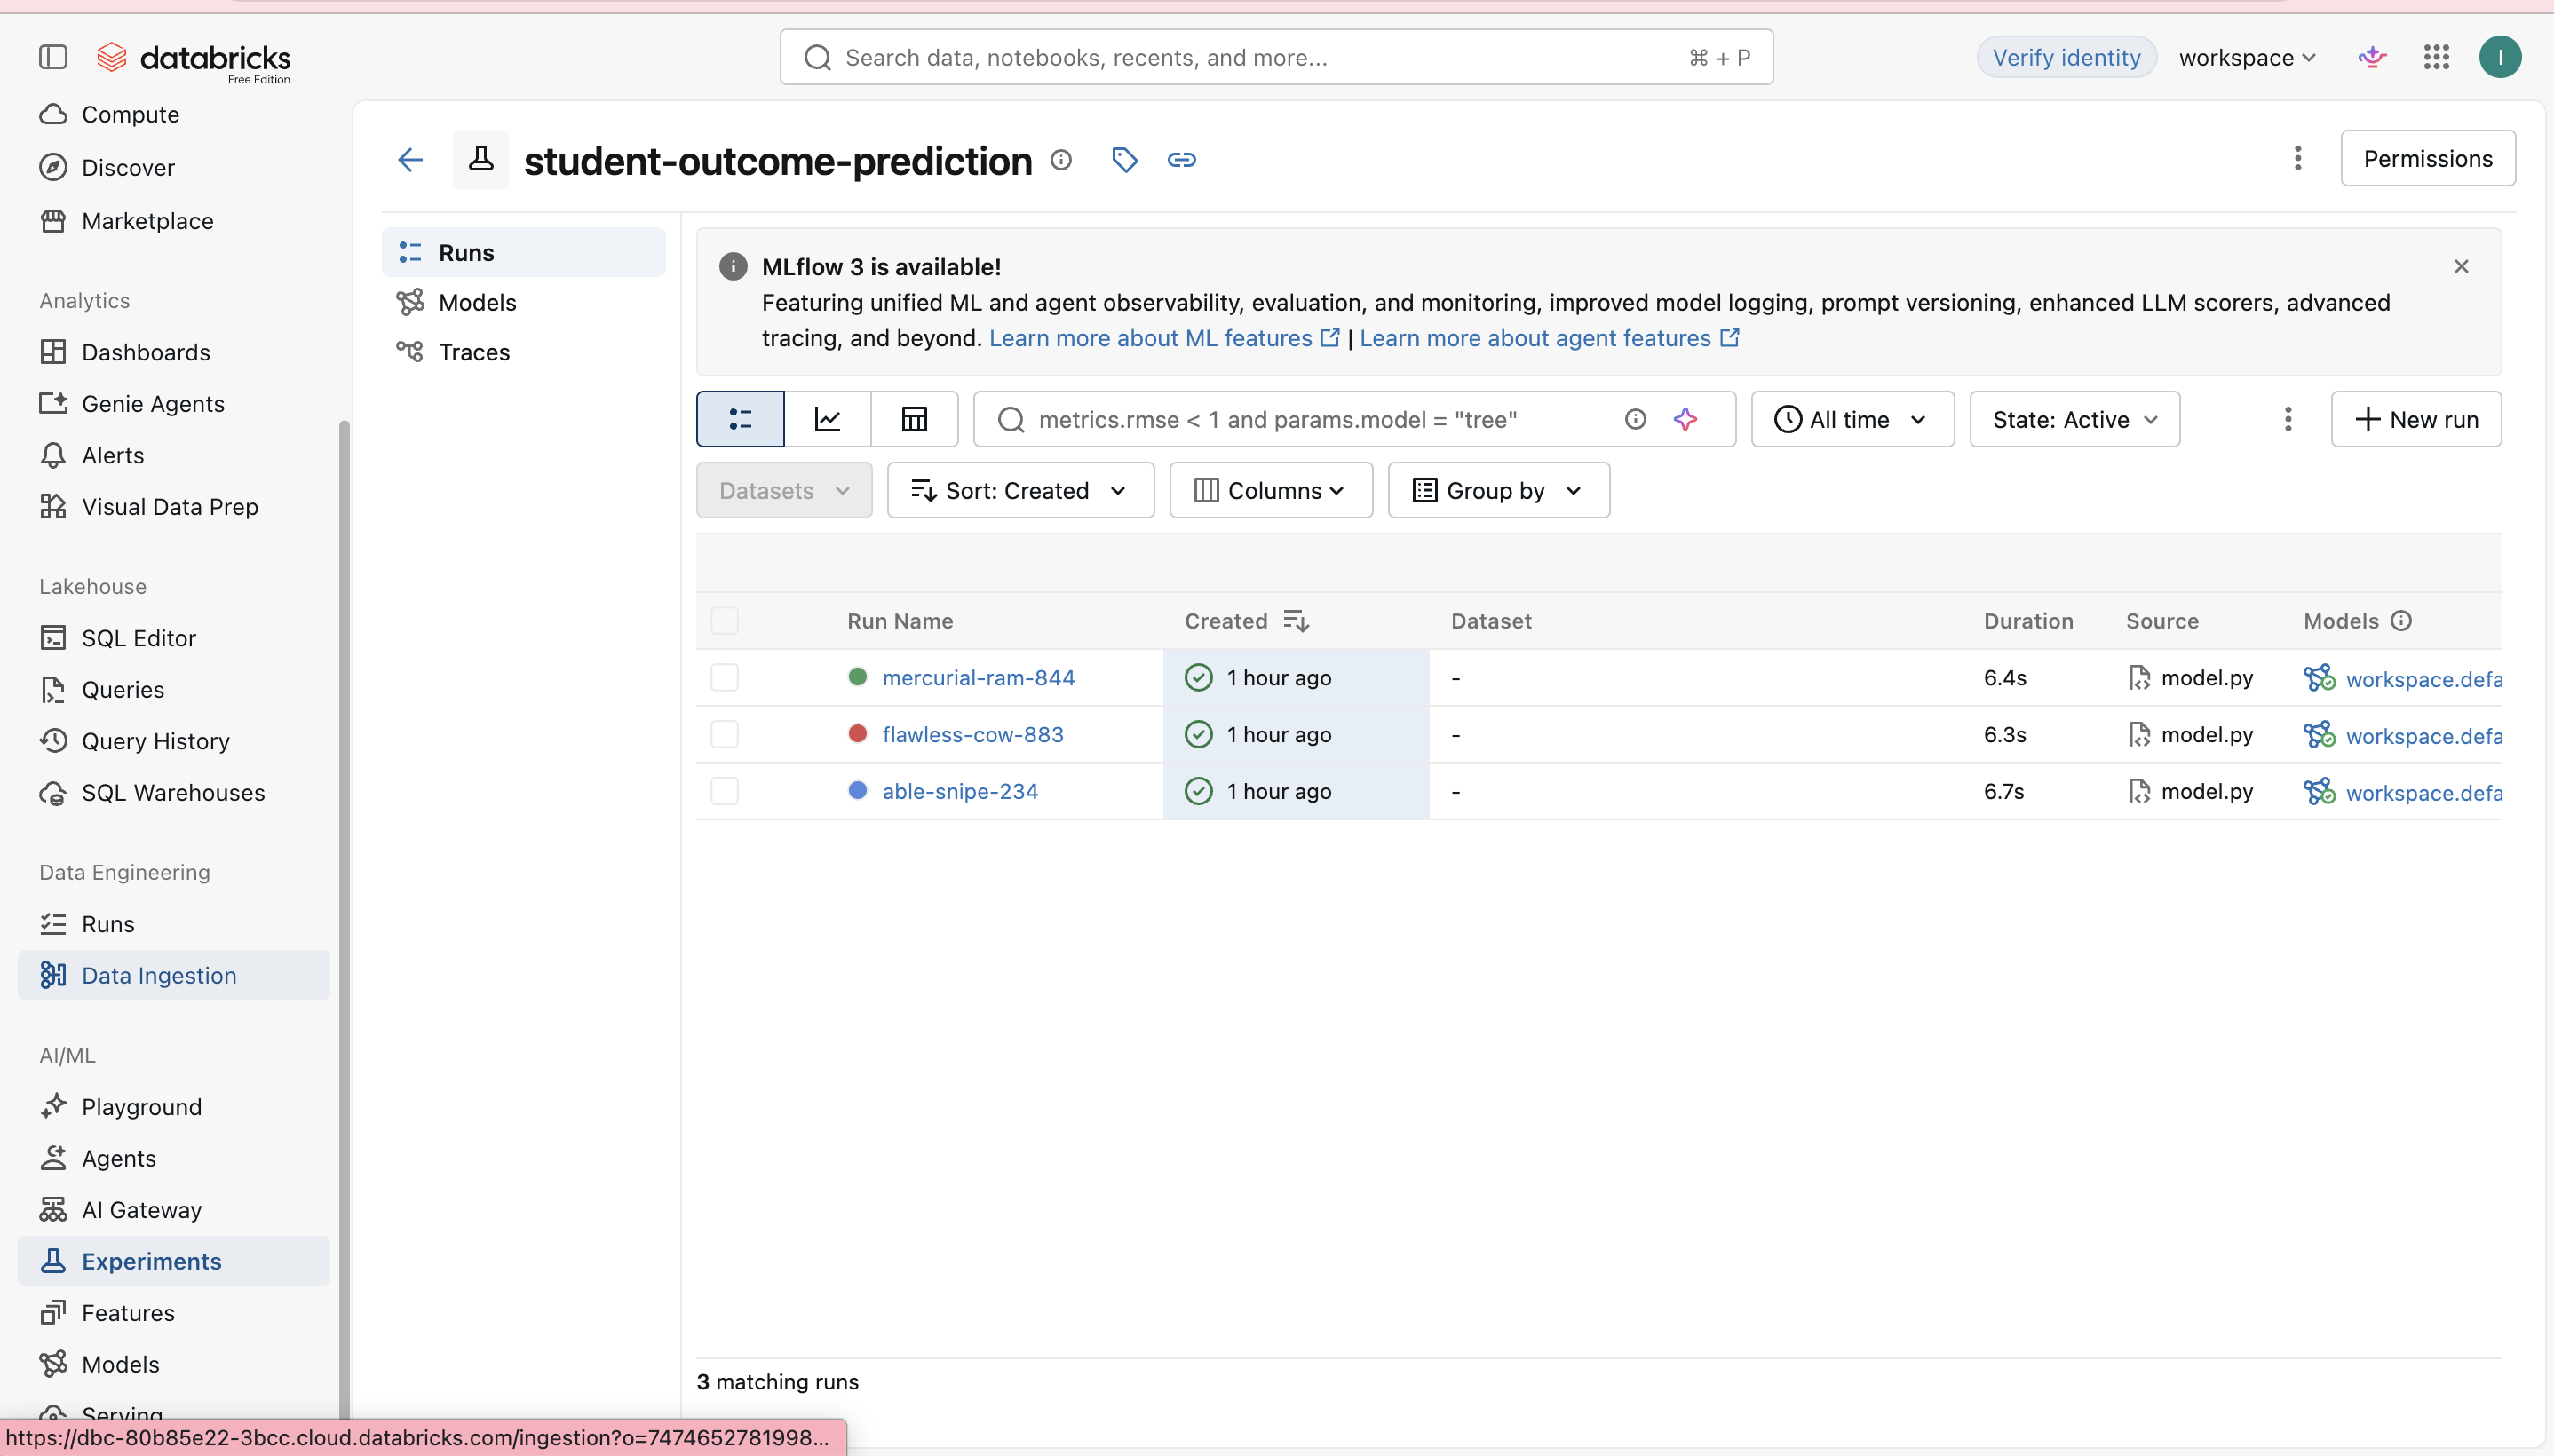 databricks
Free Edition
Search data, notebooks, recents, and more...
⌘ + P
Verify identity
workspace
I
Compute
Discover
Marketplace
Analytics
Dashboards
Genie Agents
Alerts
Visual Data Prep
Lakehouse
SQL Editor
Queries
Query History
SQL Warehouses
Data Engineering
Runs
Data Ingestion
AI/ML
Playground
Agents
AI Gateway
Experiments
Features
Models
Serving
student-outcome-prediction
Permissions
Runs
Models
Traces
MLflow 3 is available!
Featuring unified ML and agent observability, evaluation, and monitoring, improved model logging, prompt versioning, enhanced LLM scorers, advanced
tracing, and beyond. Learn more about ML features | Learn more about agent features
metrics.rmse < 1 and params.model = "tree"
All time
State: Active
New run
Datasets
Sort: Created
Columns
Group by
Run Name Created Dataset Duration Source Models
mercurial-ram-844 1 hour ago - 6.4s model.py workspace.defa
flawless-cow-883 1 hour ago - 6.3s model.py workspace.defa
able-snipe-234 1 hour ago - 6.7s model.py workspace.defa
3 matching runs
https://dbc-80b85e22-3bcc.cloud.databricks.com/ingestion?o=7474652781998...